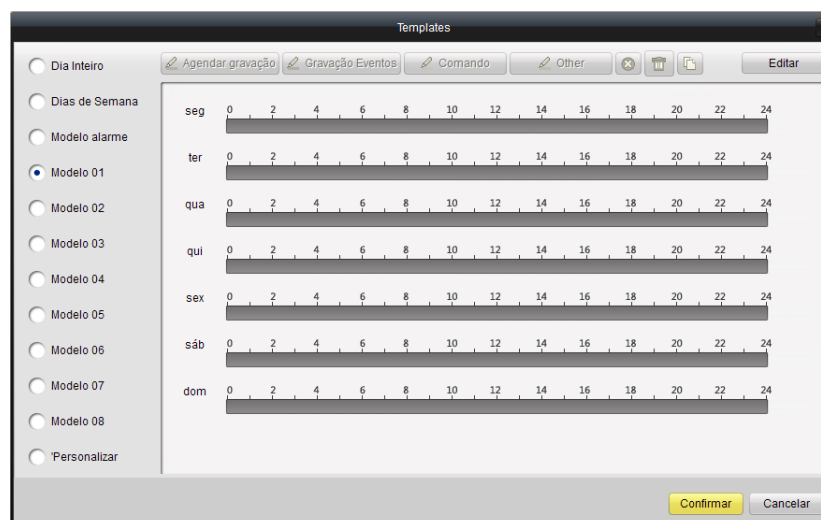 Templates
Dia Inteiro
Dias de Semana
Modelo alarme
Modelo 01
Modelo 02
Modelo 03
Modelo 04
Modelo 05
Modelo 06
Modelo 07
Modelo 08
'Personalizar
Agendar gravação Gravação Eventos Comando Other Editar
seg 0 2 4 6 8 10 12 14 16 18 20 22 24
ter 0 2 4 6 8 10 12 14 16 18 20 22 24
qua 0 2 4 6 8 10 12 14 16 18 20 22 24
qui 0 2 4 6 8 10 12 14 16 18 20 22 24
sex 0 2 4 6 8 10 12 14 16 18 20 22 24
sáb 0 2 4 6 8 10 12 14 16 18 20 22 24
dom 0 2 4 6 8 10 12 14 16 18 20 22 24
Confirmar Cancelar